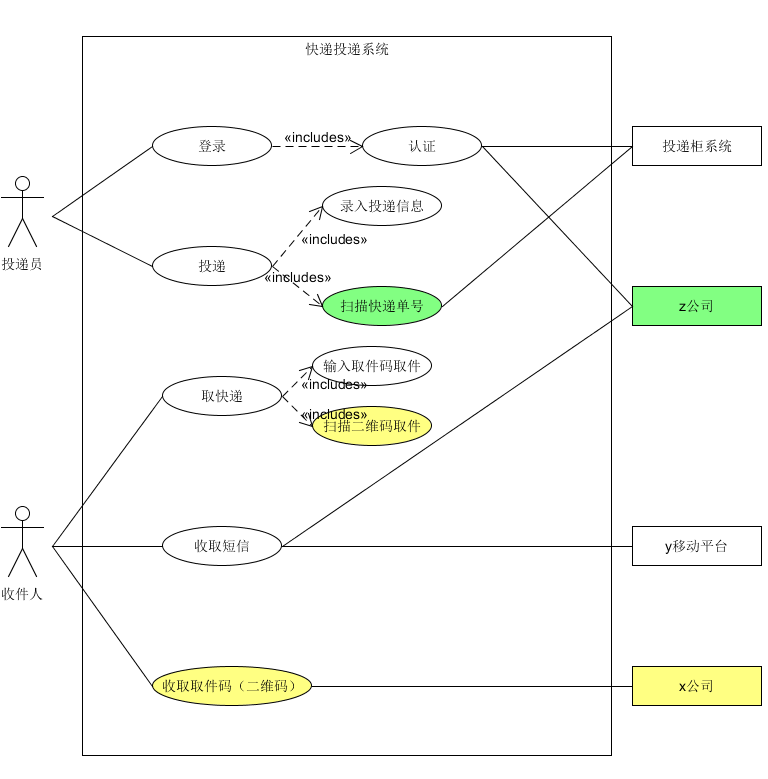 快递投递系统
登录
«includes»
认证
投递柜系统
投递员
录入投递信息
«includes»
投递
«includes»
扫描快递单号
z公司
输入取件码取件
«includes»
取快递
«includes»
扫描二维码取件
收件人
收取短信
y移动平台
收取取件码（二维码）
x公司